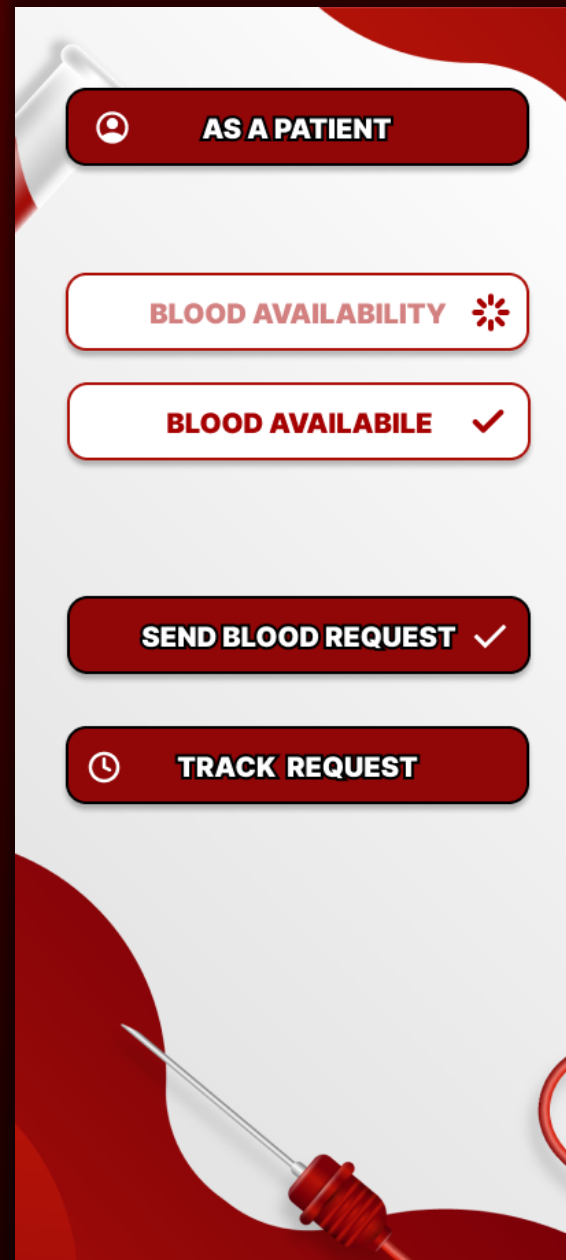 AS A PATIENT
BLOOD AVAILABILITY
BLOOD AVAILABILE
SEND BLOOD REQUEST
TRACK REQUEST